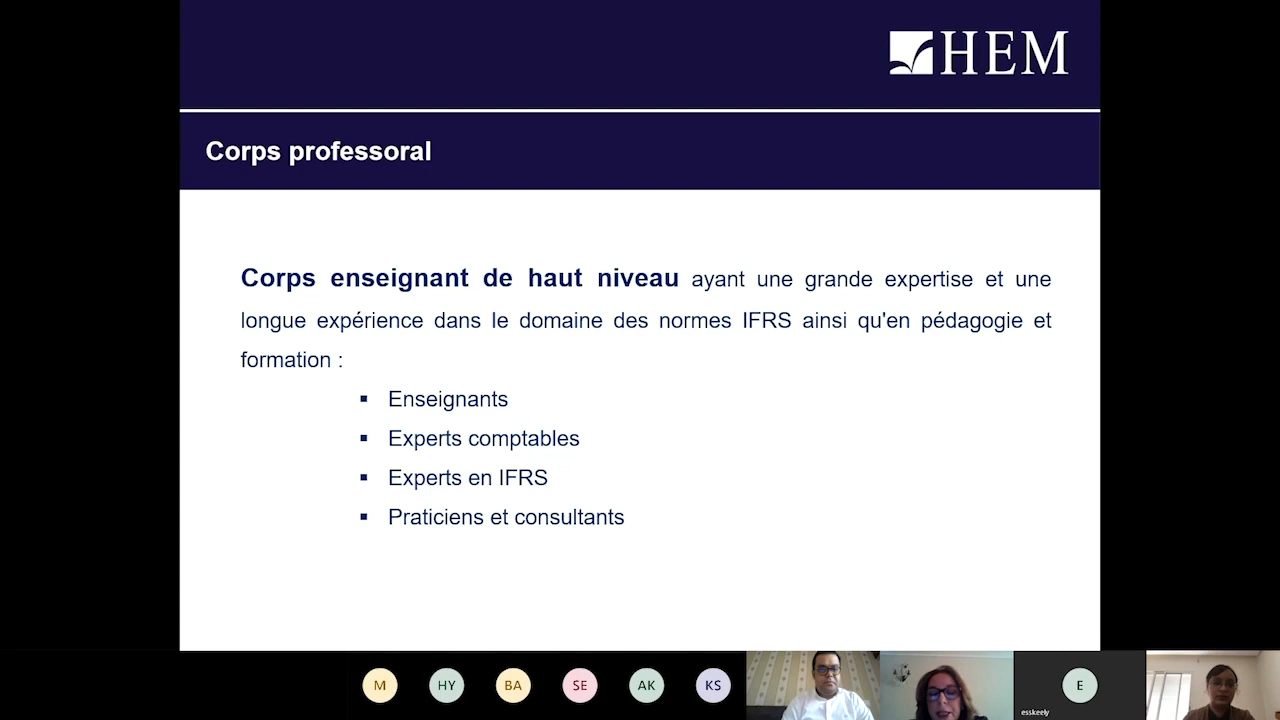 HEM
Corps professoral
Corps enseignant de haut niveau ayant une grande expertise et une
longue expérience dans le domaine des normes IFRS ainsi qu'en pédagogie et
formation :
▪ Enseignants
▪ Experts comptables
▪ Experts en IFRS
▪ Praticiens et consultants
M HY BA SE AK KS E
esskeely